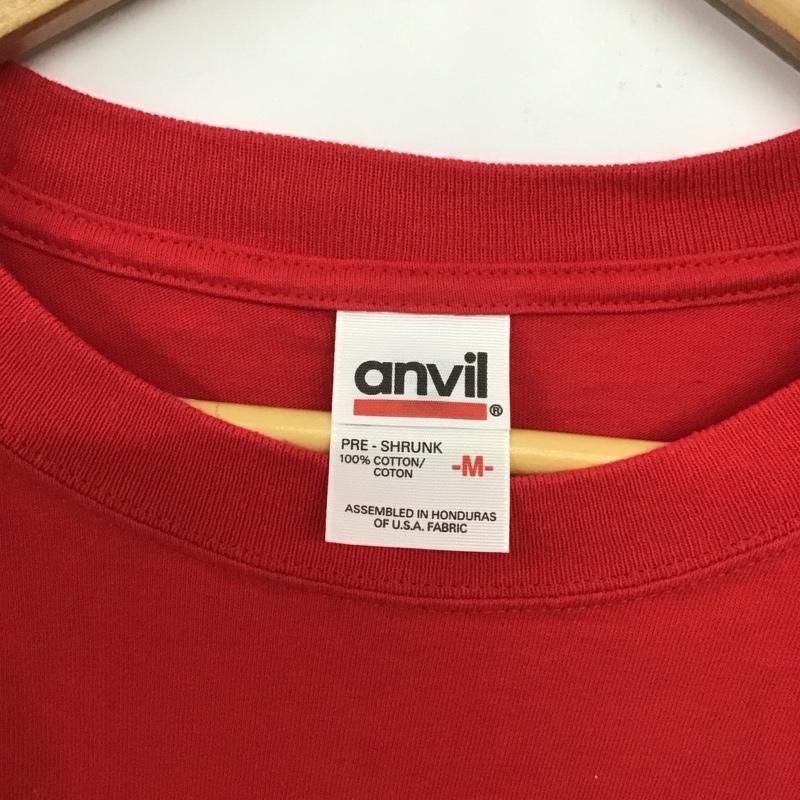 anvil®
PRE - SHRUNK
100% COTTON/
COTON
-M-
ASSEMBLED IN HONDURAS
OF U.S.A. FABRIC